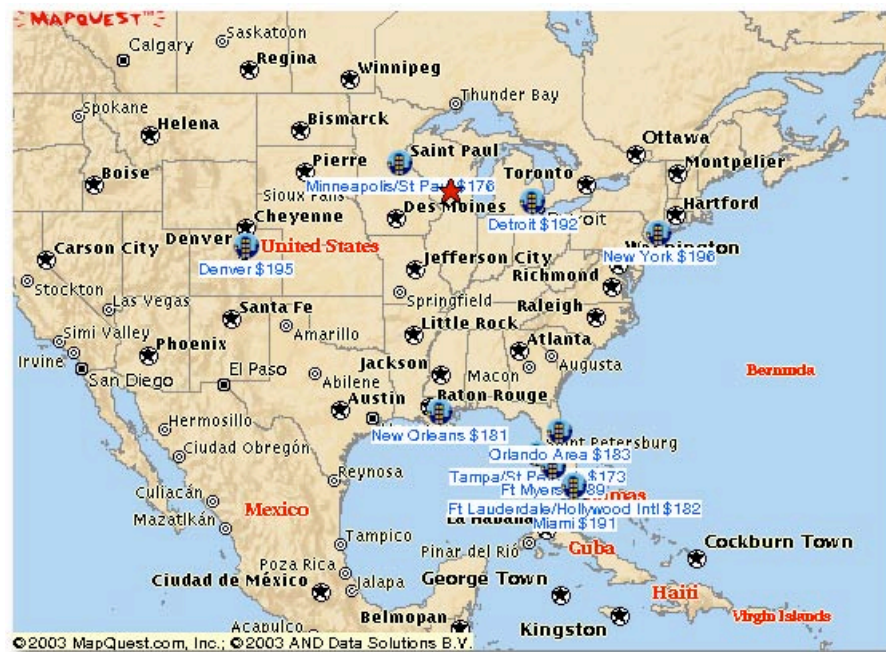 MAPQUEST
Saskatoon
Calgary
Regina
Winnipeg
Thunder Bay
Spokane
Helena
Bismarck
Ottawa
Saint Paul
Montpelier
Boise
Pierre
Toronto
Minneapolis/St $176
Sioux Falls
Des Moines
Hartford
Cheyenne
Detroit $192
Denver
United States
Carson City
Jefferson City
New York $196
Denver $195
Richmond
Stockton
Springfield
Las Vegas
Santa Fe
Raleigh
Simi Valley
Amarillo
Little Rock
Atlanta
Irvine
Phoenix
Jackson
Macon
Augusta
San Diego
El Paso
Abilene
Bermuda
Austin
Hermosillo
New Orleans $181
Ciudad Obregón
Orlando Area $183
Reynosa
$173
Culiacán
Mexico
Ft Lauderdale/Hollywood Intl $182
Mazatlkán
Miami $191
Tampico
Pinar del Rió
Cuba
Cockburn Town
Poza Rica
Ciudad de México
Jalapa
George Town
Haiti
Belmopan
Virgin Islands
Acapulco
Kingston
©2003 MapQuest.com, Inc.; ©2003 AND Data Solutions B.V.